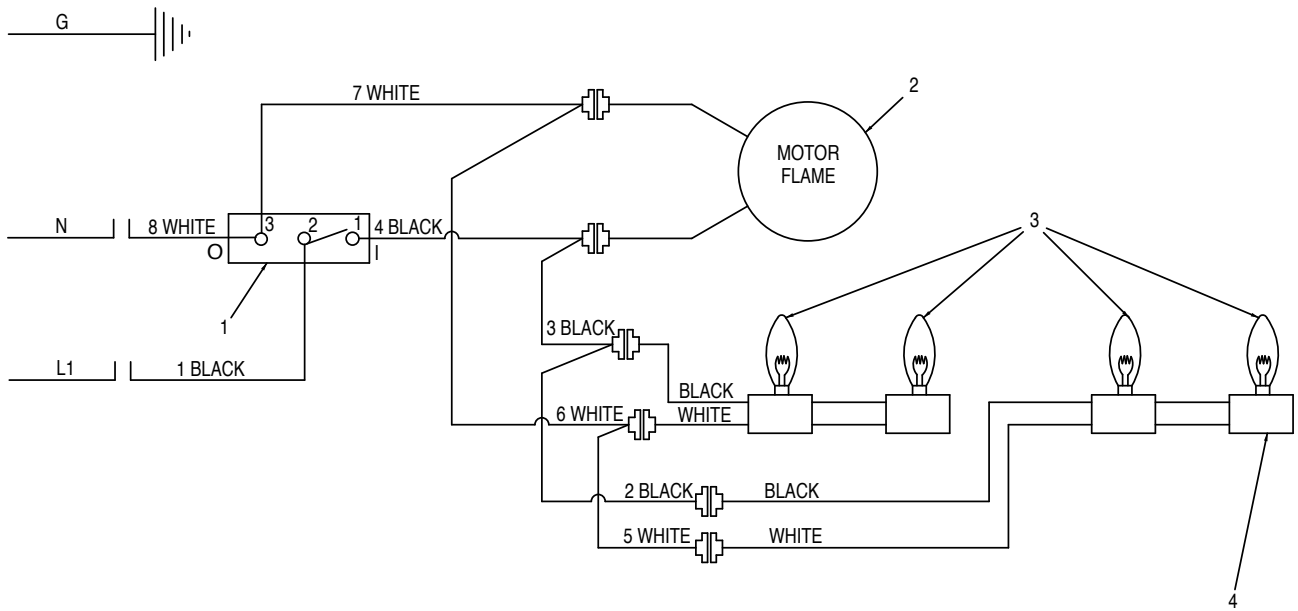 G
7 WHITE
2
MOTOR
FLAME
N
8 WHITE
3
2
1
4 BLACK
3
O
I
1
3 BLACK
L1
1 BLACK
BLACK
6 WHITE
WHITE
2 BLACK
BLACK
5 WHITE
WHITE
4